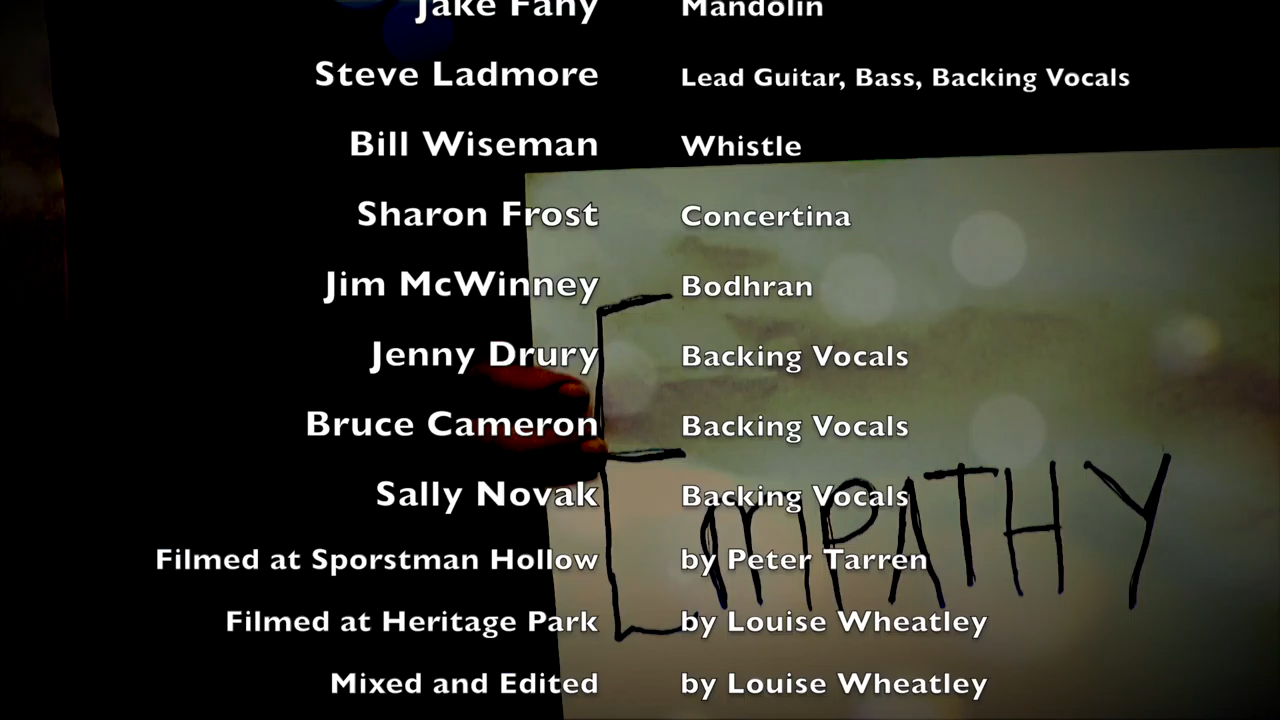 Jake Fahy Mandolin
Steve Ladmore Lead Guitar, Bass, Backing Vocals
Bill Wiseman Whistle
Sharon Frost Concertina
Jim McWinney Bodhran
Jenny Drury Backing Vocals
Bruce Cameron Backing Vocals
Sally Novak Backing Vocals
EMPATHY
Filmed at Sporstman Hollow by Peter Tarren
Filmed at Heritage Park by Louise Wheatley
Mixed and Edited by Louise Wheatley